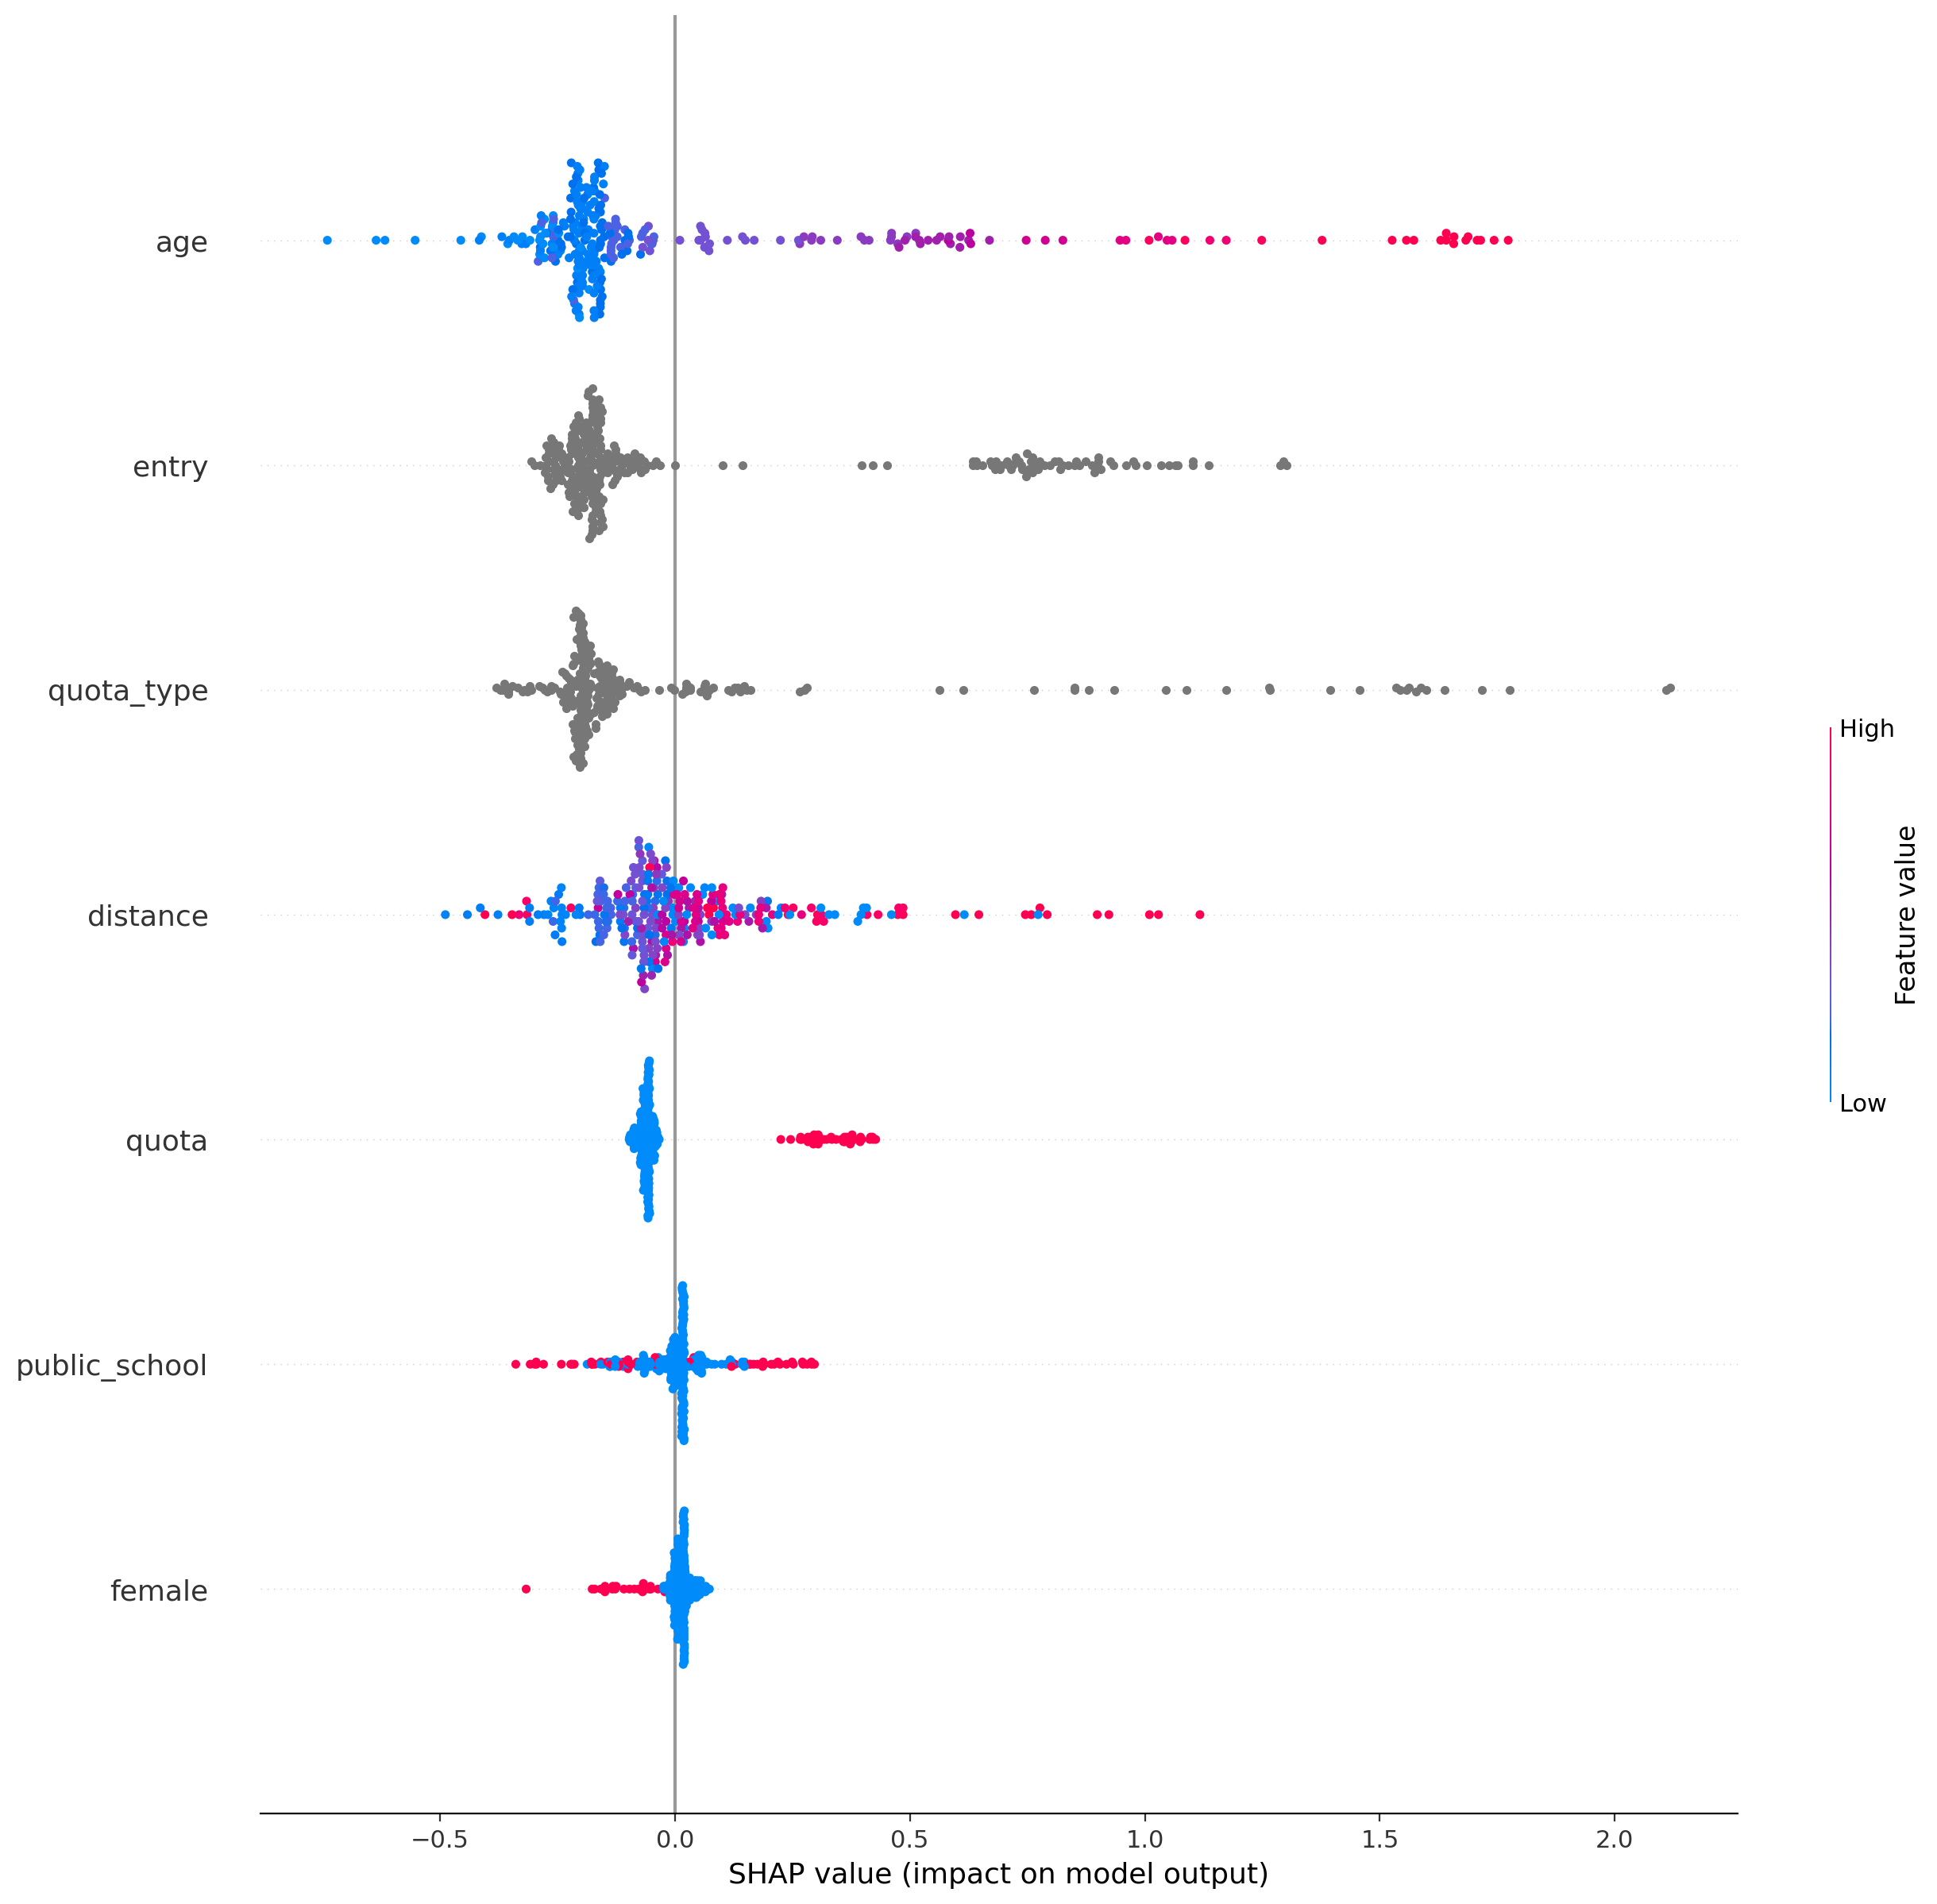 age
entry
quota_type
distance
quota
public_school
female
High
Feature value
Low
−0.5 0.0 0.5 1.0 1.5 2.0
SHAP value (impact on model output)